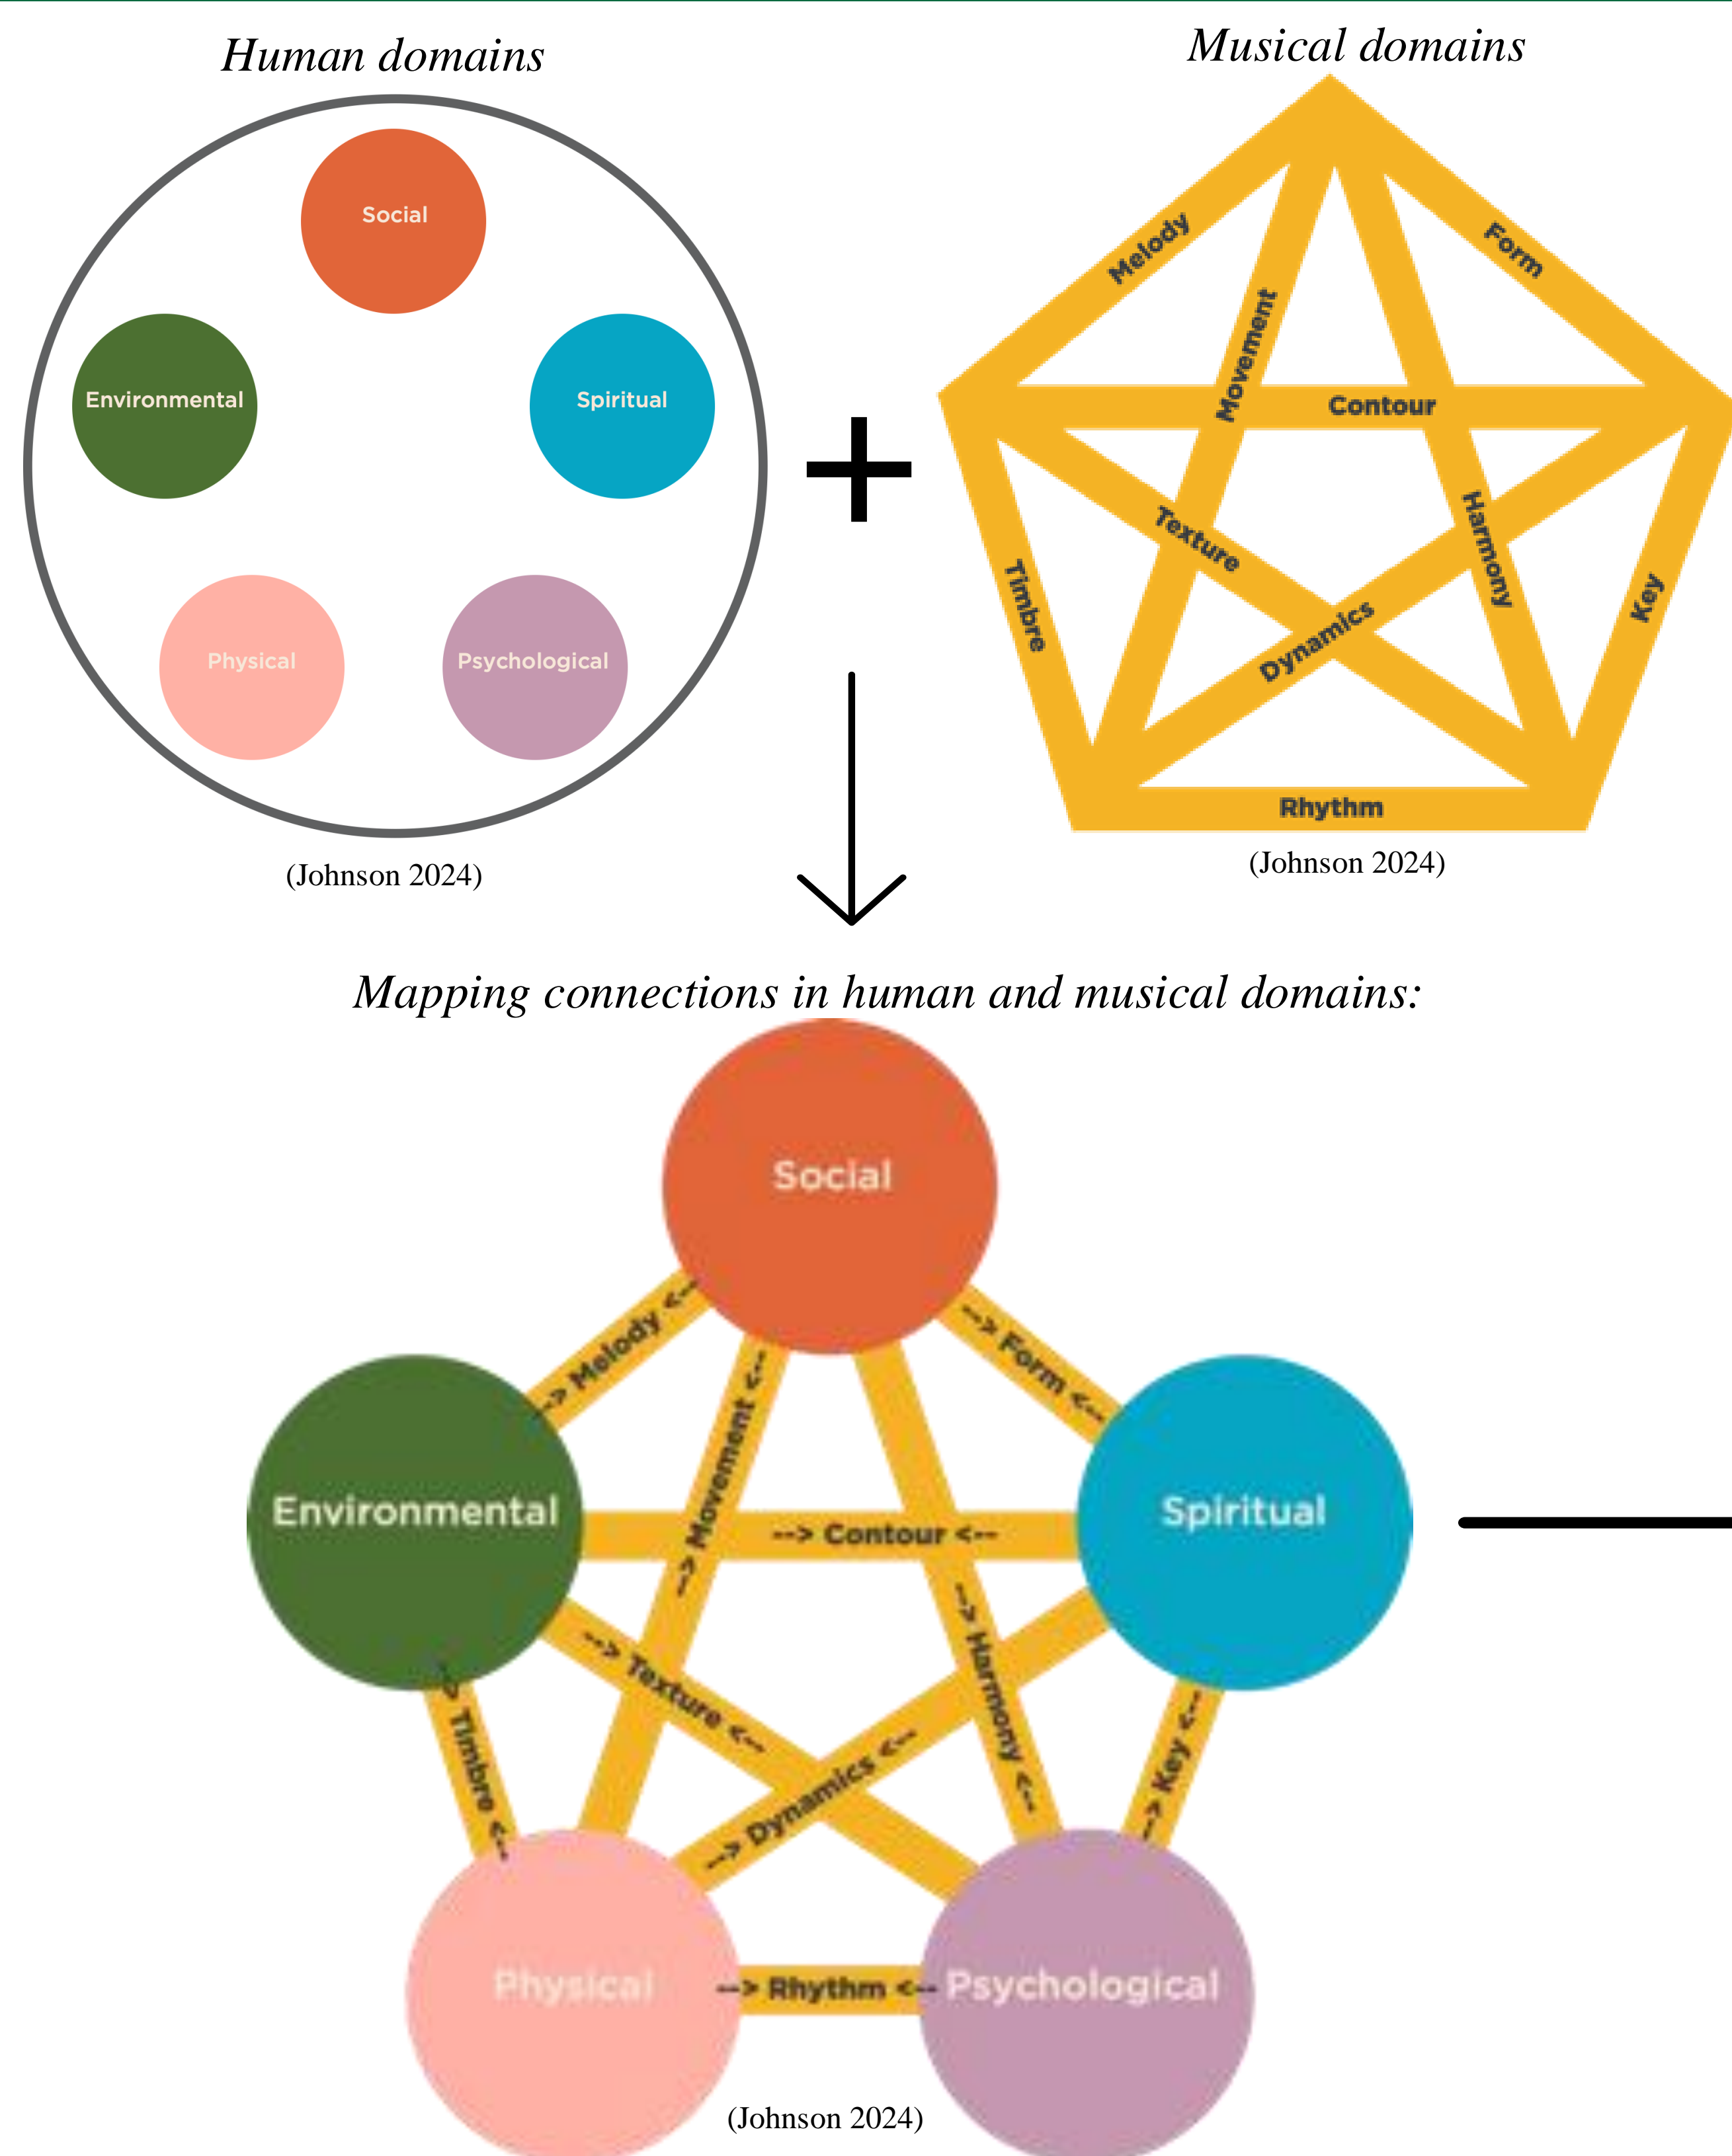 Human domains
Musical domains
Social
Environmental
Spiritual
Physical
Psychological
(Johnson 2024)
Melody
Form
Movement
Contour
Texture
Harmony
Timbre
Dynamics
Key
Rhythm
(Johnson 2024)
Mapping connections in human and musical domains:
Social
--> Melody <--
--> Form <--
--> Movement <--
Environmental
--> Contour <--
Spiritual
--> Texture <--
--> Harmony <--
--> Timbre <--
--> Dynamics <--
--> Key <--
Physical
--> Rhythm <--
Psychological
(Johnson 2024)